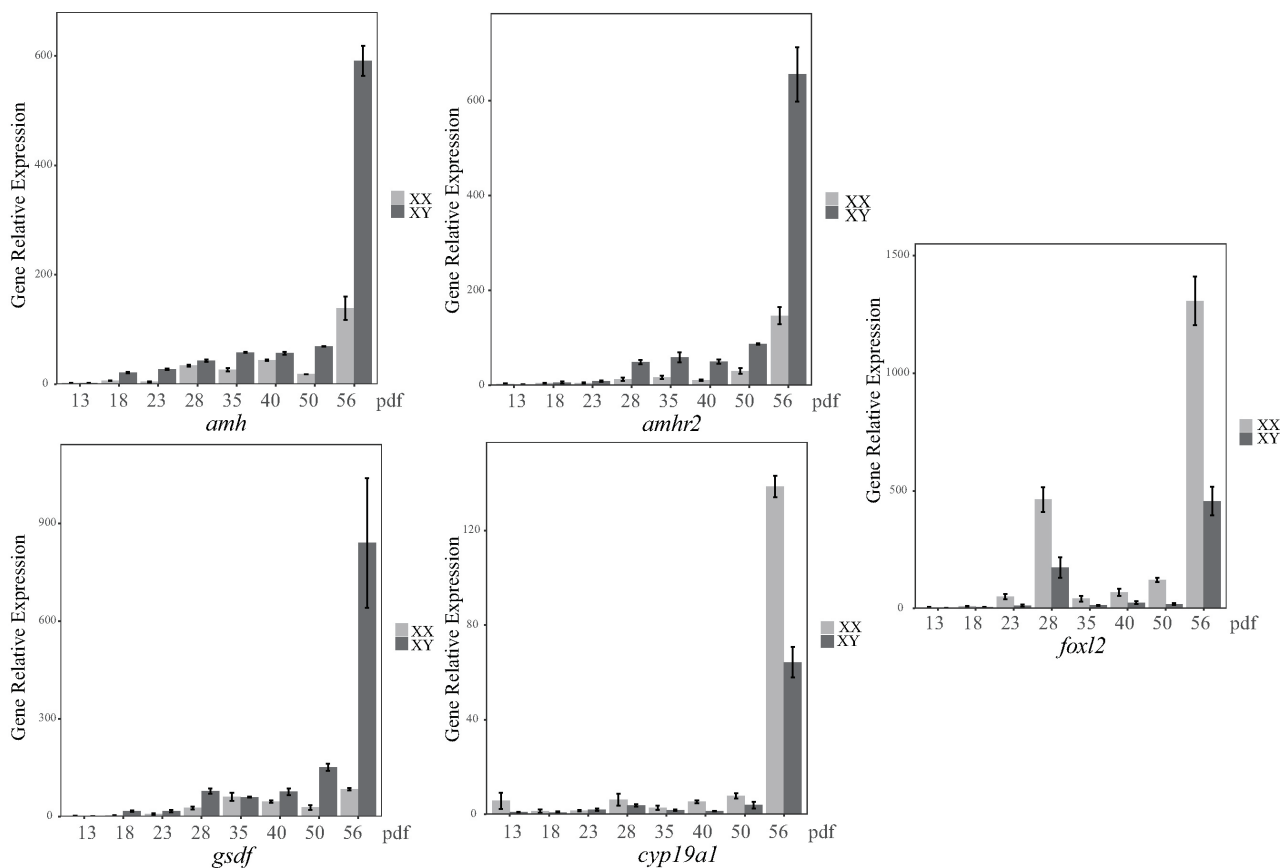 Gene Relative Expression
600
400
200
0
13 18 23 28 35 40 50 56 pdf
amh
XX
XY
Gene Relative Expression
600
400
200
0
13 18 23 28 35 40 50 56 pdf
amhr2
XX
XY
Gene Relative Expression
900
600
300
0
13 18 23 28 35 40 50 56 pdf
gsdf
XX
XY
Gene Relative Expression
120
80
40
0
13 18 23 28 35 40 50 56 pdf
cyp19a1
XX
XY
Gene Relative Expression
1500
1000
500
0
13 18 23 28 35 40 50 56 pdf
foxl2
XX
XY